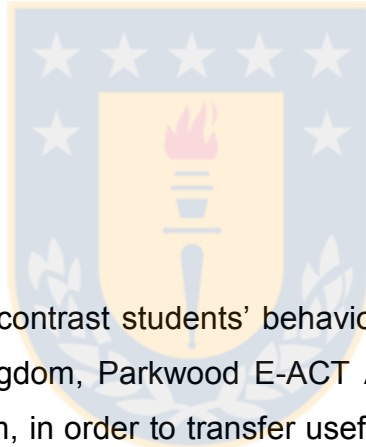 contrast students’ behavio
gdom, Parkwood E-ACT
, in order to transfer usef